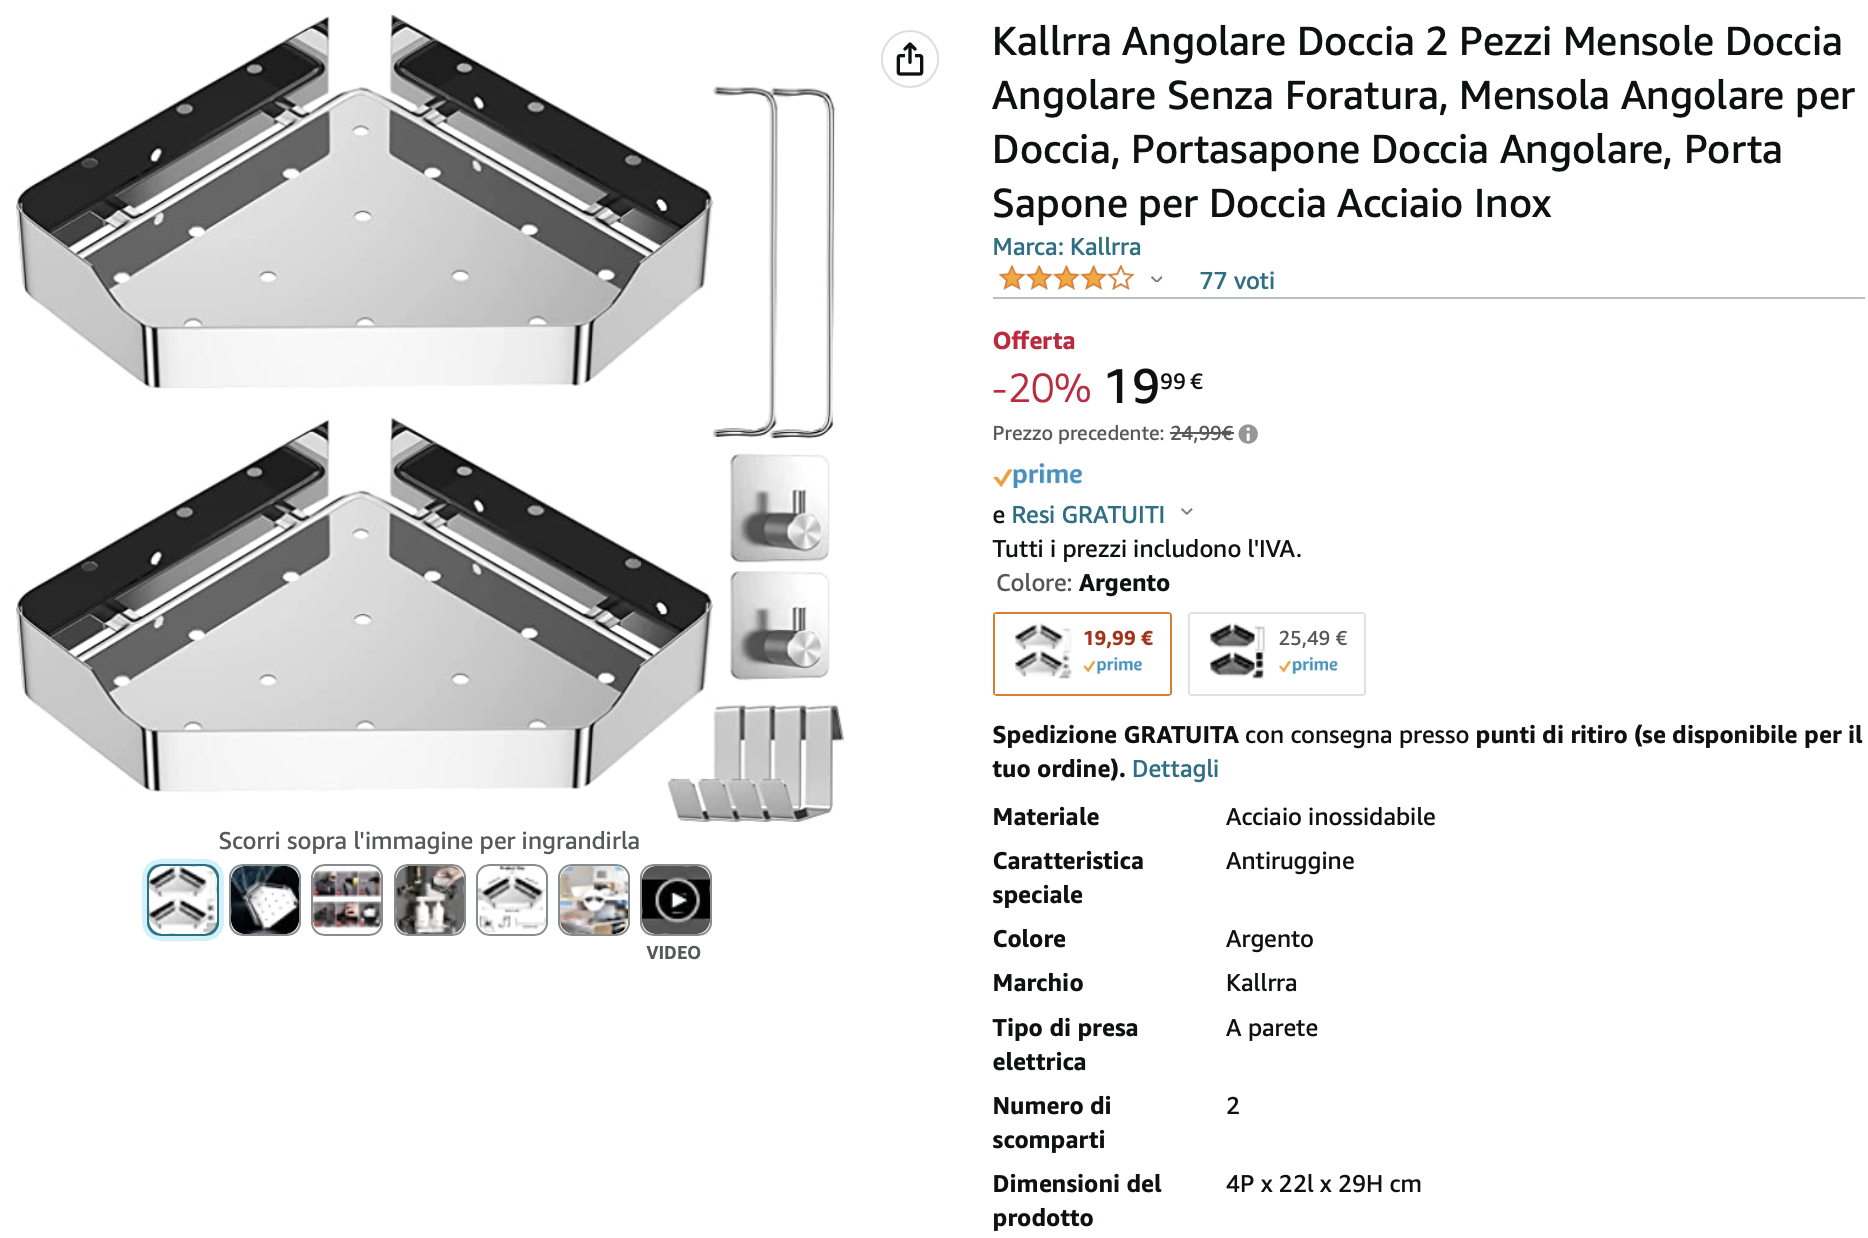 Kallrra Angolare Doccia 2 Pezzi Mensole Doccia
Angolare Senza Foratura, Mensola Angolare per
Doccia, Portasapone Doccia Angolare, Porta
Sapone per Doccia Acciaio Inox
Marca: Kallrra
77 voti
Offerta
-20% 19 99 €
Prezzo precedente: 24,99€
prime
e Resi GRATUITI
Tutti i prezzi includono l'IVA.
Colore: Argento
19,99 €
prime
25,49 €
prime
Spedizione GRATUITA con consegna presso punti di ritiro (se disponibile per il
tuo ordine). Dettagli
Materiale Acciaio inossidabile
Caratteristica Antiruggine
speciale
Colore Argento
Marchio Kallrra
Tipo di presa A parete
elettrica
Numero di 2
scomparti
Dimensioni del 4P x 22l x 29H cm
prodotto
Scorri sopra l'immagine per ingrandirla
VIDEO